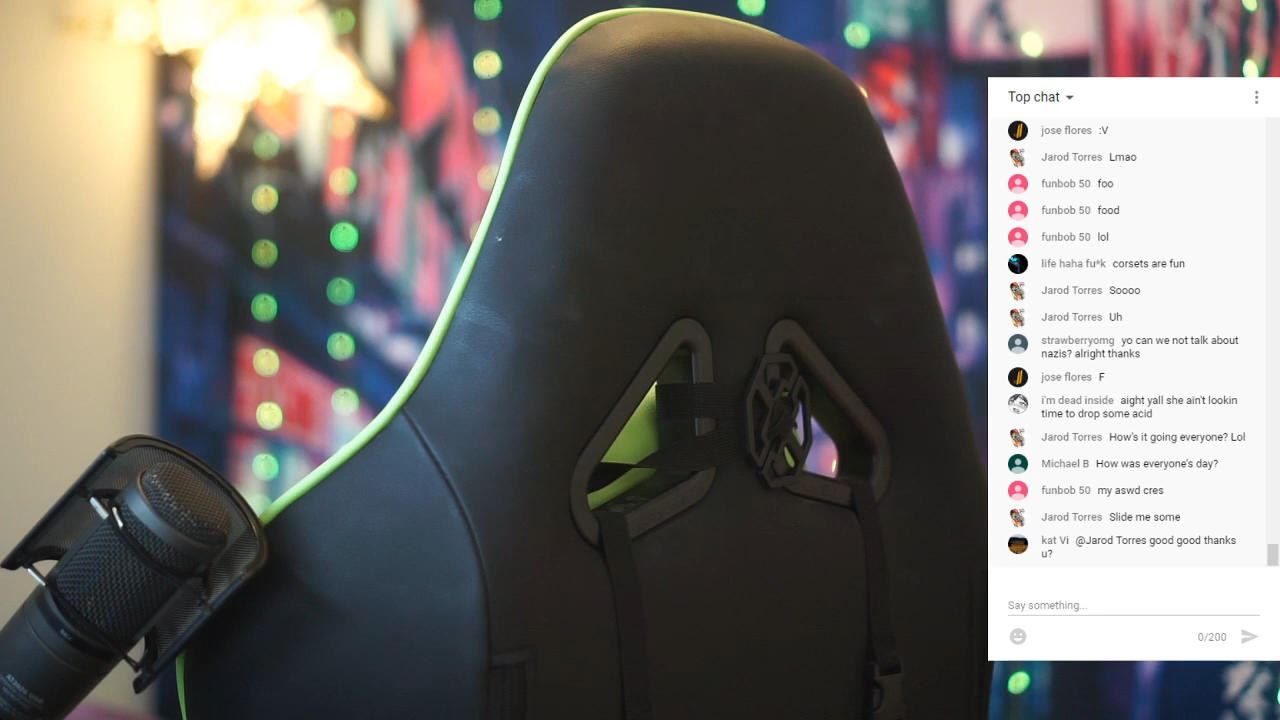 Top chat
jose flores :V
Jarod Torres Lmao
funbob 50 foo
funbob 50 food
funbob 50 lol
life haha fu*k corsets are fun
Jarod Torres Soooo
Jarod Torres Uh
strawberryomg yo can we not talk about
nazis? alright thanks
jose flores F
i'm dead inside aight yall she ain't lookin
time to drop some acid
Jarod Torres How's it going everyone? Lol
Michael B How was everyone's day?
funbob 50 my aswd cres
Jarod Torres Slide me some
kat Vi @Jarod Torres good good thanks
u?
Say something...
0/200